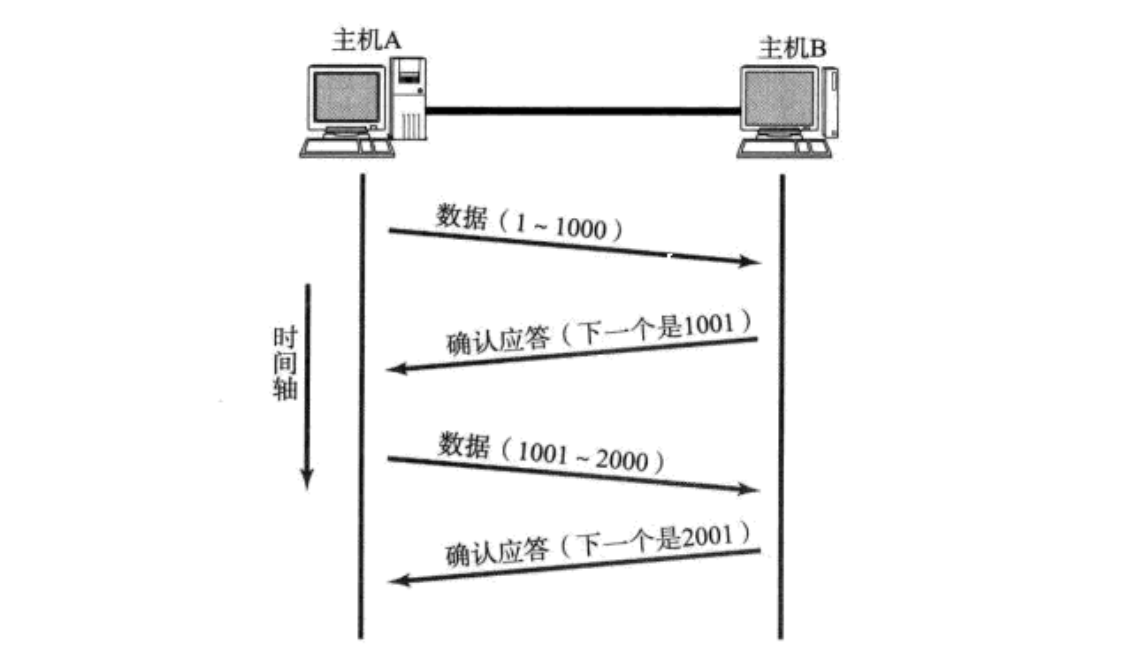 主机A
主机B
数据（1～1000）
确认应答（下一个是1001）
时间轴
数据（1001～2000）
确认应答（下一个是2001）